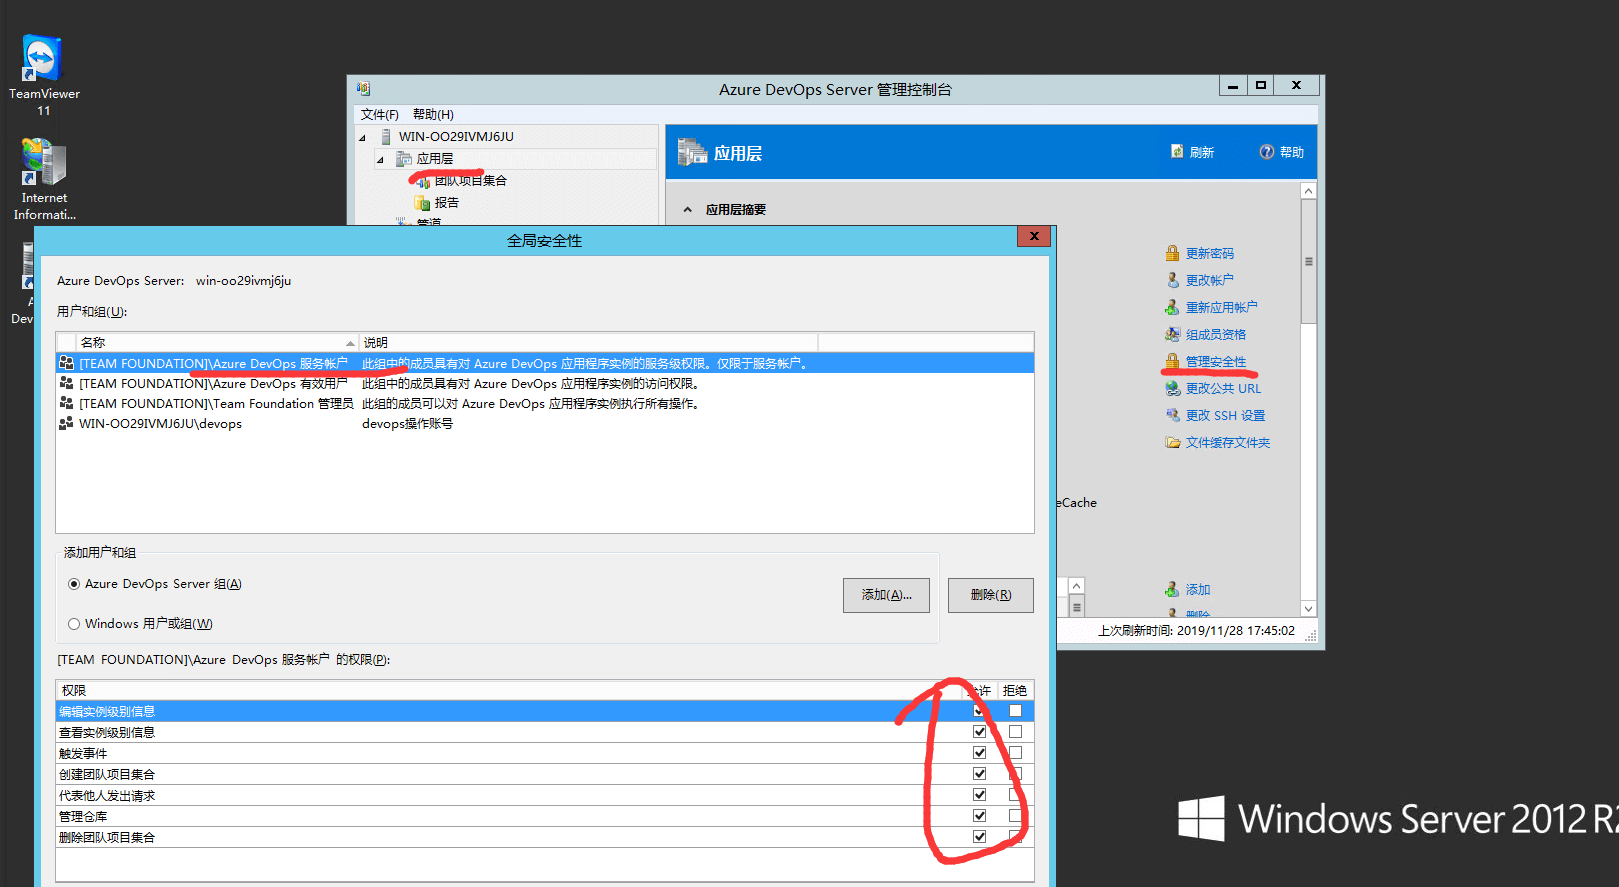 TeamViewer
11
Internet
Informati...
Dev
Azure DevOps Server 管理控制台
文件(F) 帮助(H)
WIN-OO29IVMJ6JU
应用层
团队项目集合
报告
管道
应用层
刷新
帮助
应用层摘要
更新密码
更改帐户
重新应用帐户
组成员资格
管理安全性
更改公共 URL
更改 SSH 设置
文件缓存文件夹
eCache
添加
删除
上次刷新时间: 2019/11/28 17:45:02
全局安全性
Azure DevOps Server: win-oo29ivmj6ju
用户和组(U):
名称 说明
[TEAM FOUNDATION]\Azure DevOps 服务帐户 此组中的成员具有对 Azure DevOps 应用程序实例的服务级权限。仅限于服务帐户。
[TEAM FOUNDATION]\Azure DevOps 有效用户 此组中的成员具有对 Azure DevOps 应用程序实例的访问权限。
[TEAM FOUNDATION]\Team Foundation 管理员 此组的成员可以对 Azure DevOps 应用程序实例执行所有操作。
WIN-OO29IVMJ6JU\devops devops操作账号
添加用户和组
Azure DevOps Server 组(A)
Windows 用户或组(W)
添加(A)...
删除(R)
[TEAM FOUNDATION]\Azure DevOps 服务帐户 的权限(P):
权限 允许 拒绝
编辑实例级别信息
查看实例级别信息
触发事件
创建团队项目集合
代表他人发出请求
管理仓库
删除团队项目集合
Windows Server 2012 R2